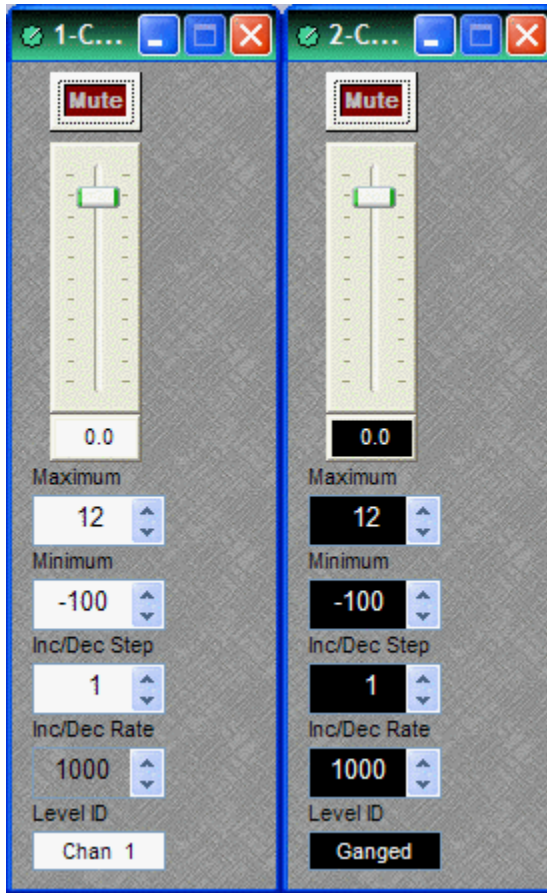 1-C...
Mute
0.0
Maximum
12
Minimum
-100
Inc/Dec Step
1
Inc/Dec Rate
1000
Level ID
Chan 1
2-C...
Mute
0.0
Maximum
12
Minimum
-100
Inc/Dec Step
1
Inc/Dec Rate
1000
Level ID
Ganged